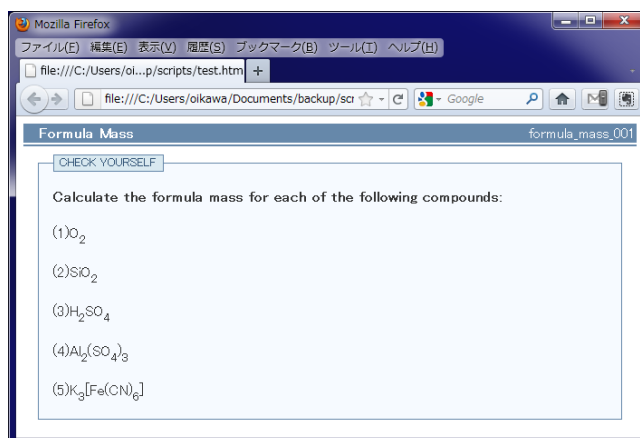 Mozilla Firefox
ファイル(F) 編集(E) 表示(V) 履歴(S) ブックマーク(B) ツール(T) ヘルプ(H)
file:///C:/Users/oi...p/scripts/test.htm +
file:///C:/Users/oikawa/Documents/backup/scr Google
Formula Mass formula_mass_001
CHECK YOURSELF
Calculate the formula mass for each of the following compounds:
(1)O₂
(2)SiO₂
(3)H₂SO₄
(4)Al₂(SO₄)₃
(5)K₃[Fe(CN)₆]